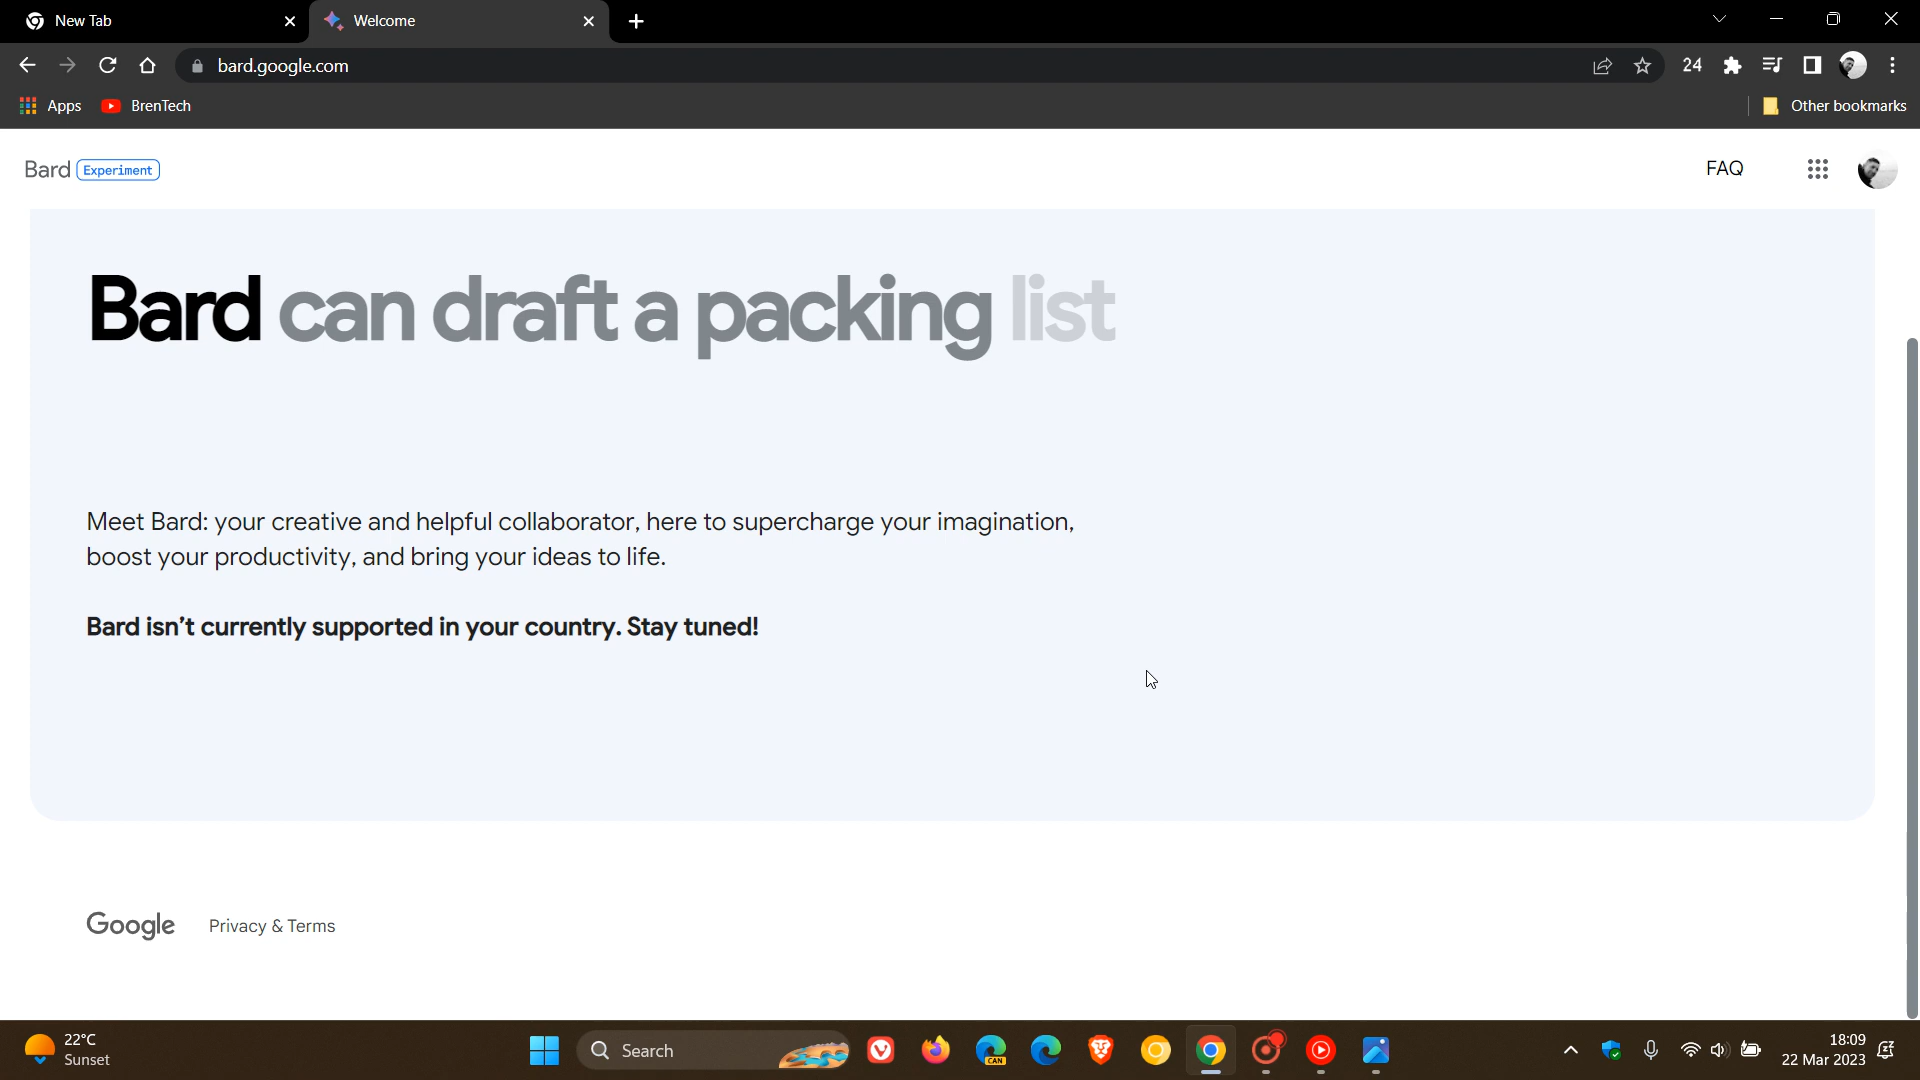 New Tab
Welcome
bard.google.com
24
Apps
BrenTech
Other bookmarks
Bard Experiment
FAQ
Bard can draft a packing list
Meet Bard: your creative and helpful collaborator, here to supercharge your imagination,
boost your productivity, and bring your ideas to life.
Bard isn’t currently supported in your country. Stay tuned!
Google
Privacy & Terms
22°C
Sunset
Search
CAN
18:09
22 Mar 2023